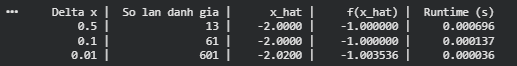 ••• Delta x | So lan danh gia | x_hat | f(x_hat) | Runtime (s)
0.5 | 13 | -2.0000 | -1.000000 | 0.000696
0.1 | 61 | -2.0000 | -1.000000 | 0.000137
0.01 | 601 | -2.0200 | -1.003536 | 0.000036